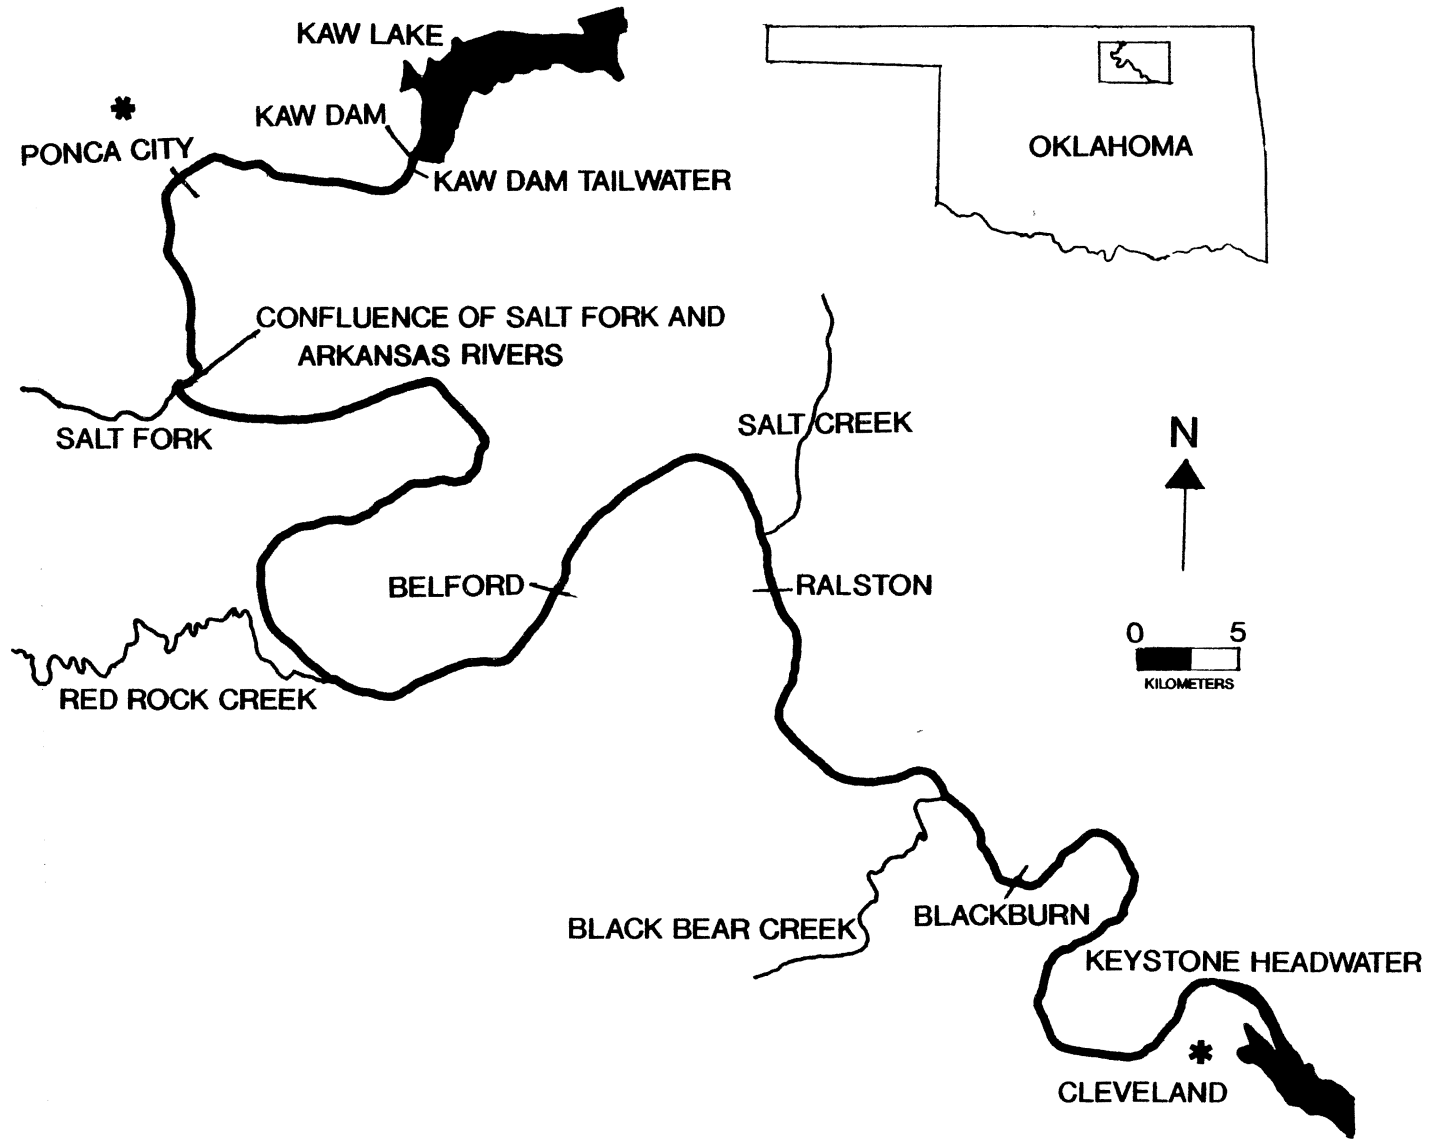 KAW LAKE
KAW DAM
*
PONCA CITY
KAW DAM TAILWATER
OKLAHOMA
CONFLUENCE OF SALT FORK AND
ARKANSAS RIVERS
SALT FORK
SALT CREEK
N
BELFORD
RALSTON
0 5
KILOMETERS
RED ROCK CREEK
BLACK BEAR CREEK
BLACKBURN
KEYSTONE HEADWATER
*
CLEVELAND